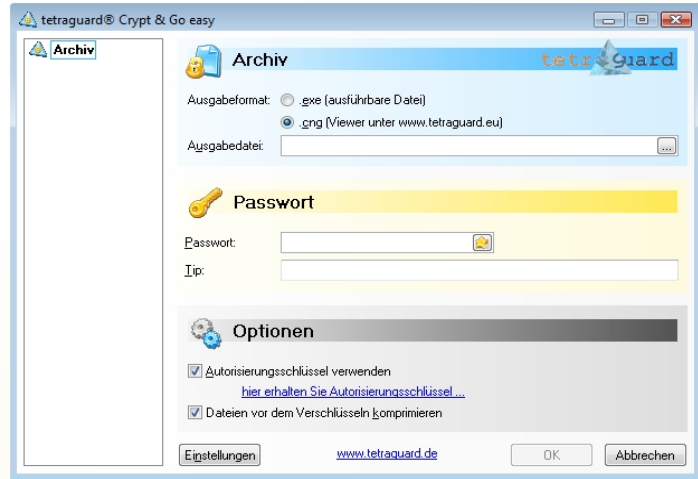 tetraguard® Crypt & Go easy
Archiv
Archiv
tetraguard
Ausgabeformat: .exe (ausführbare Datei)
.cng (Viewer unter www.tetraguard.eu)
Ausgabedatei: ...
Passwort
Passwort:
Tip:
Optionen
Autorisierungsschlüssel verwenden
hier erhalten Sie Autorisierungsschlüssel ...
Dateien vor dem Verschlüsseln komprimieren
Einstellungen www.tetraguard.de OK Abbrechen